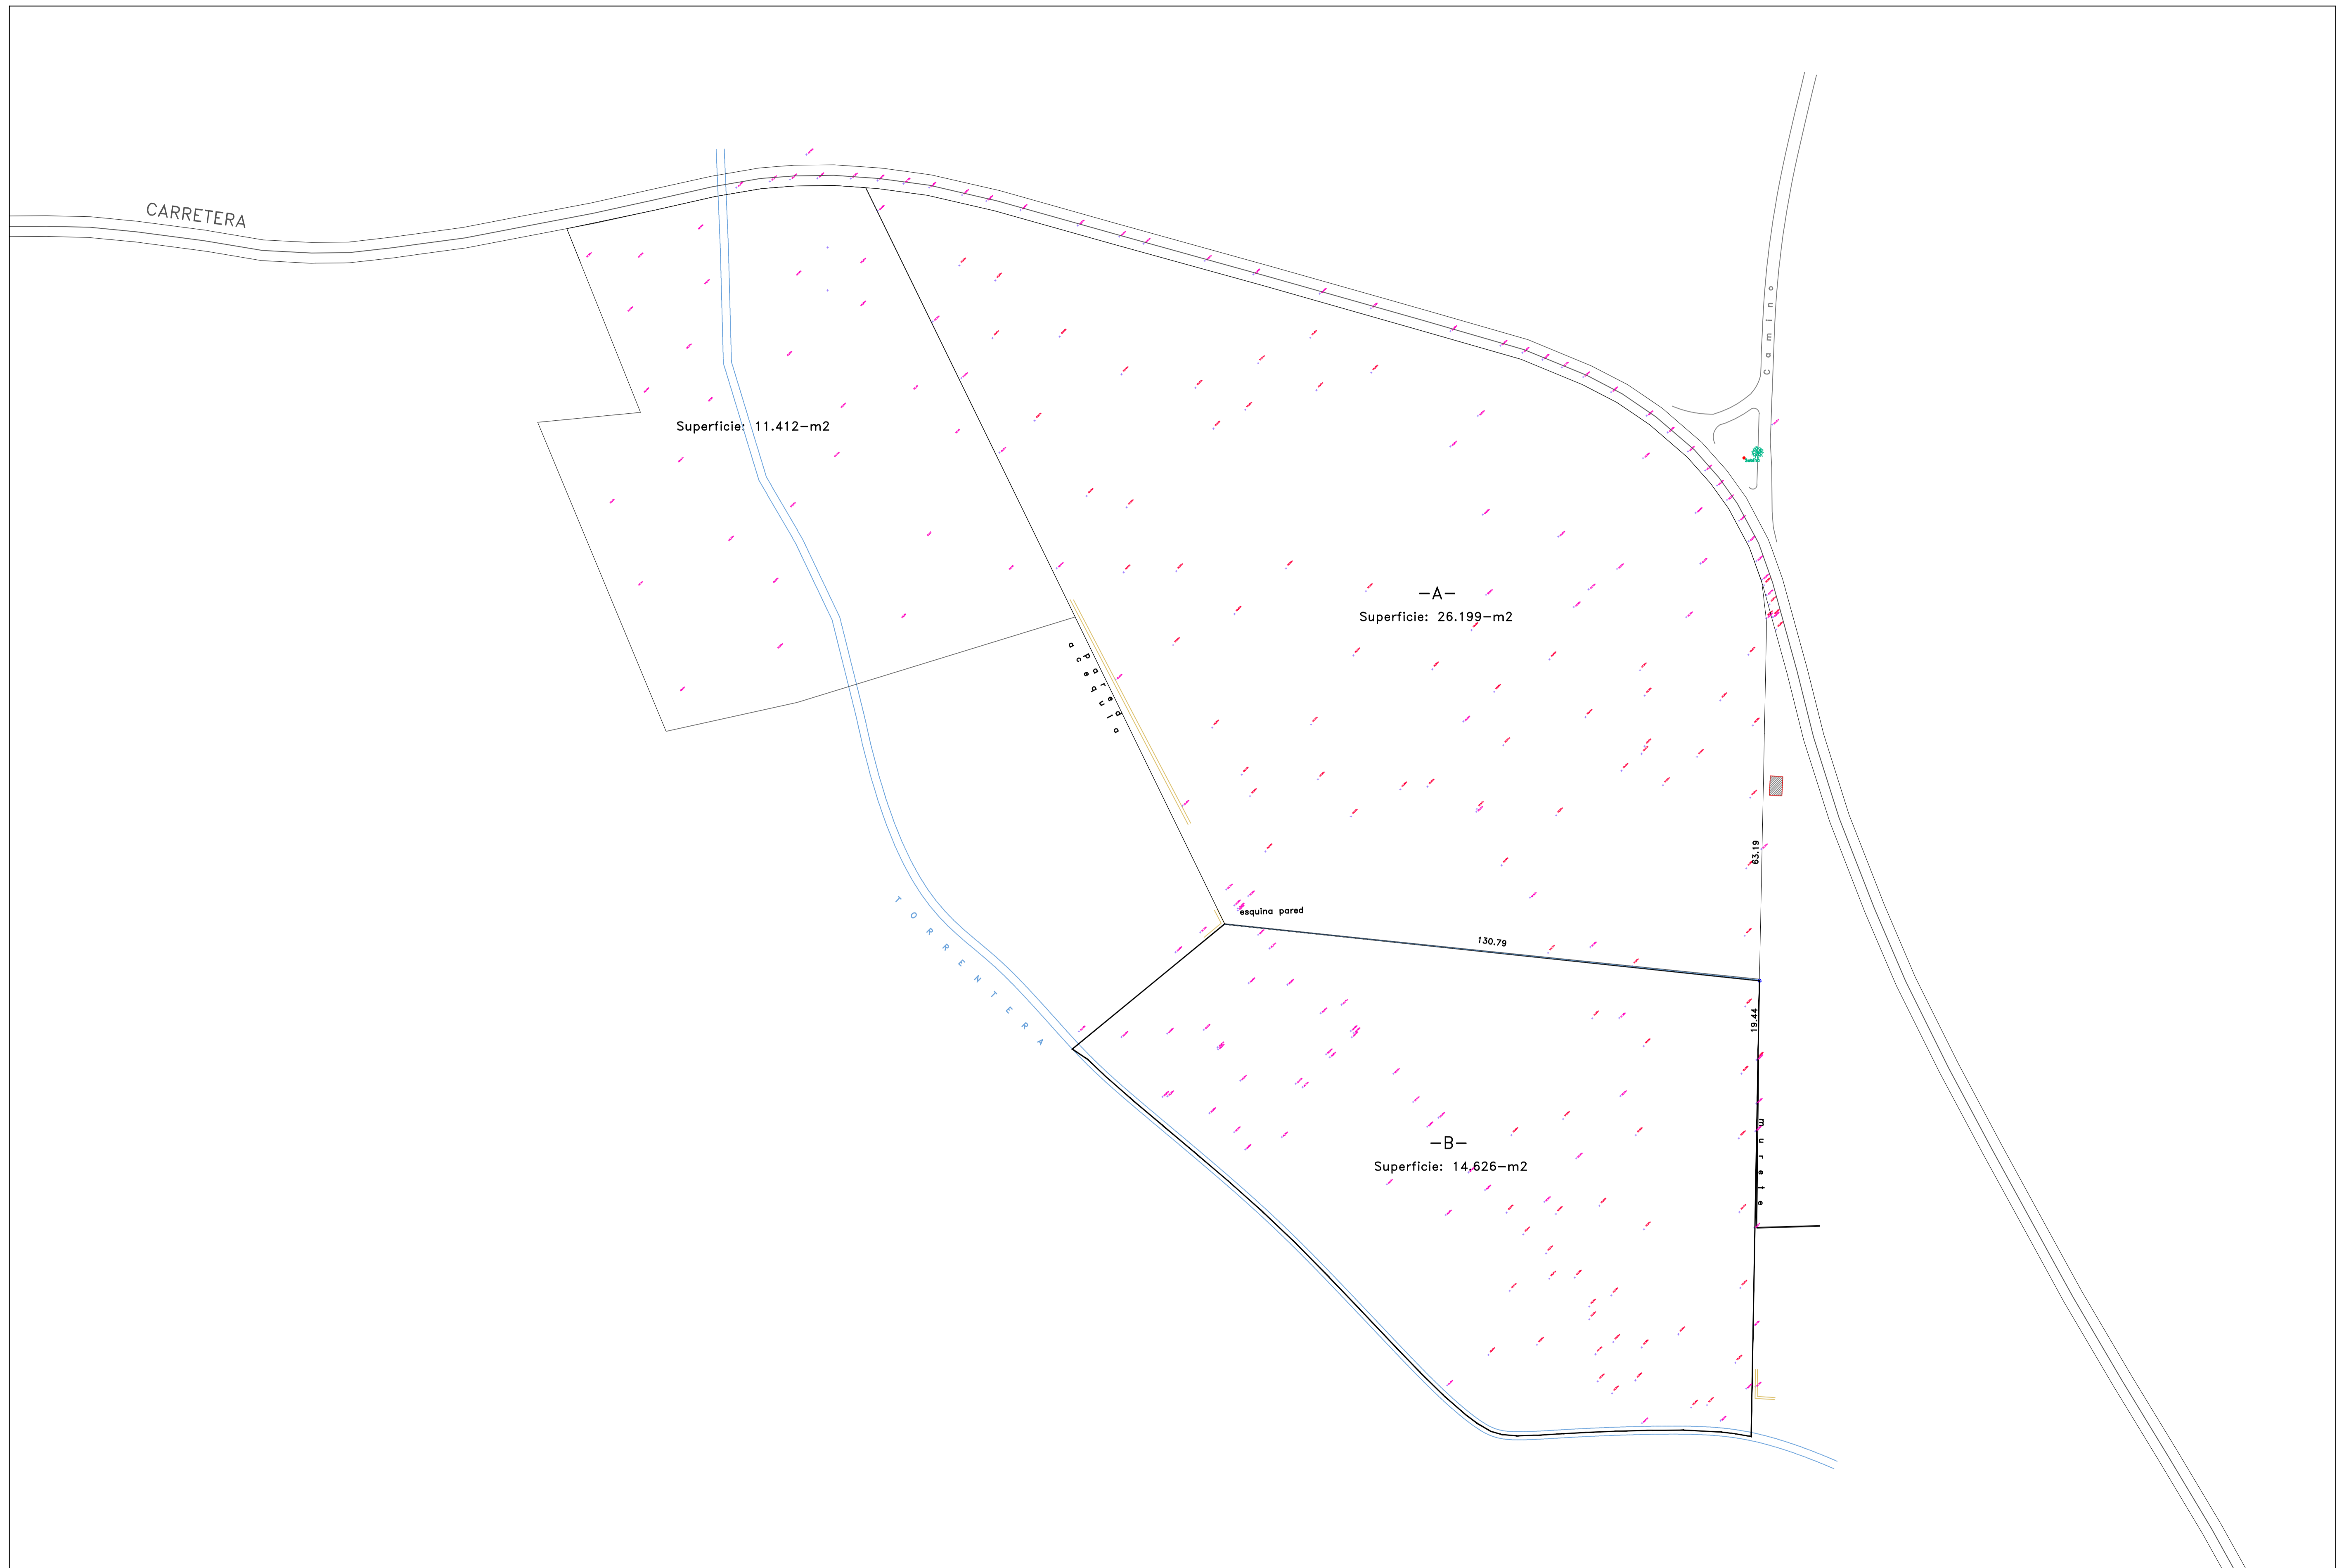 CARRETERA
camino
Superficie: 11.412-m2
-A-
Superficie: 26.199-m2
pared
acequia
63.19
esquina pared
130.79
TORRENTERA
19.44
murete
-B-
Superficie: 14.626-m2